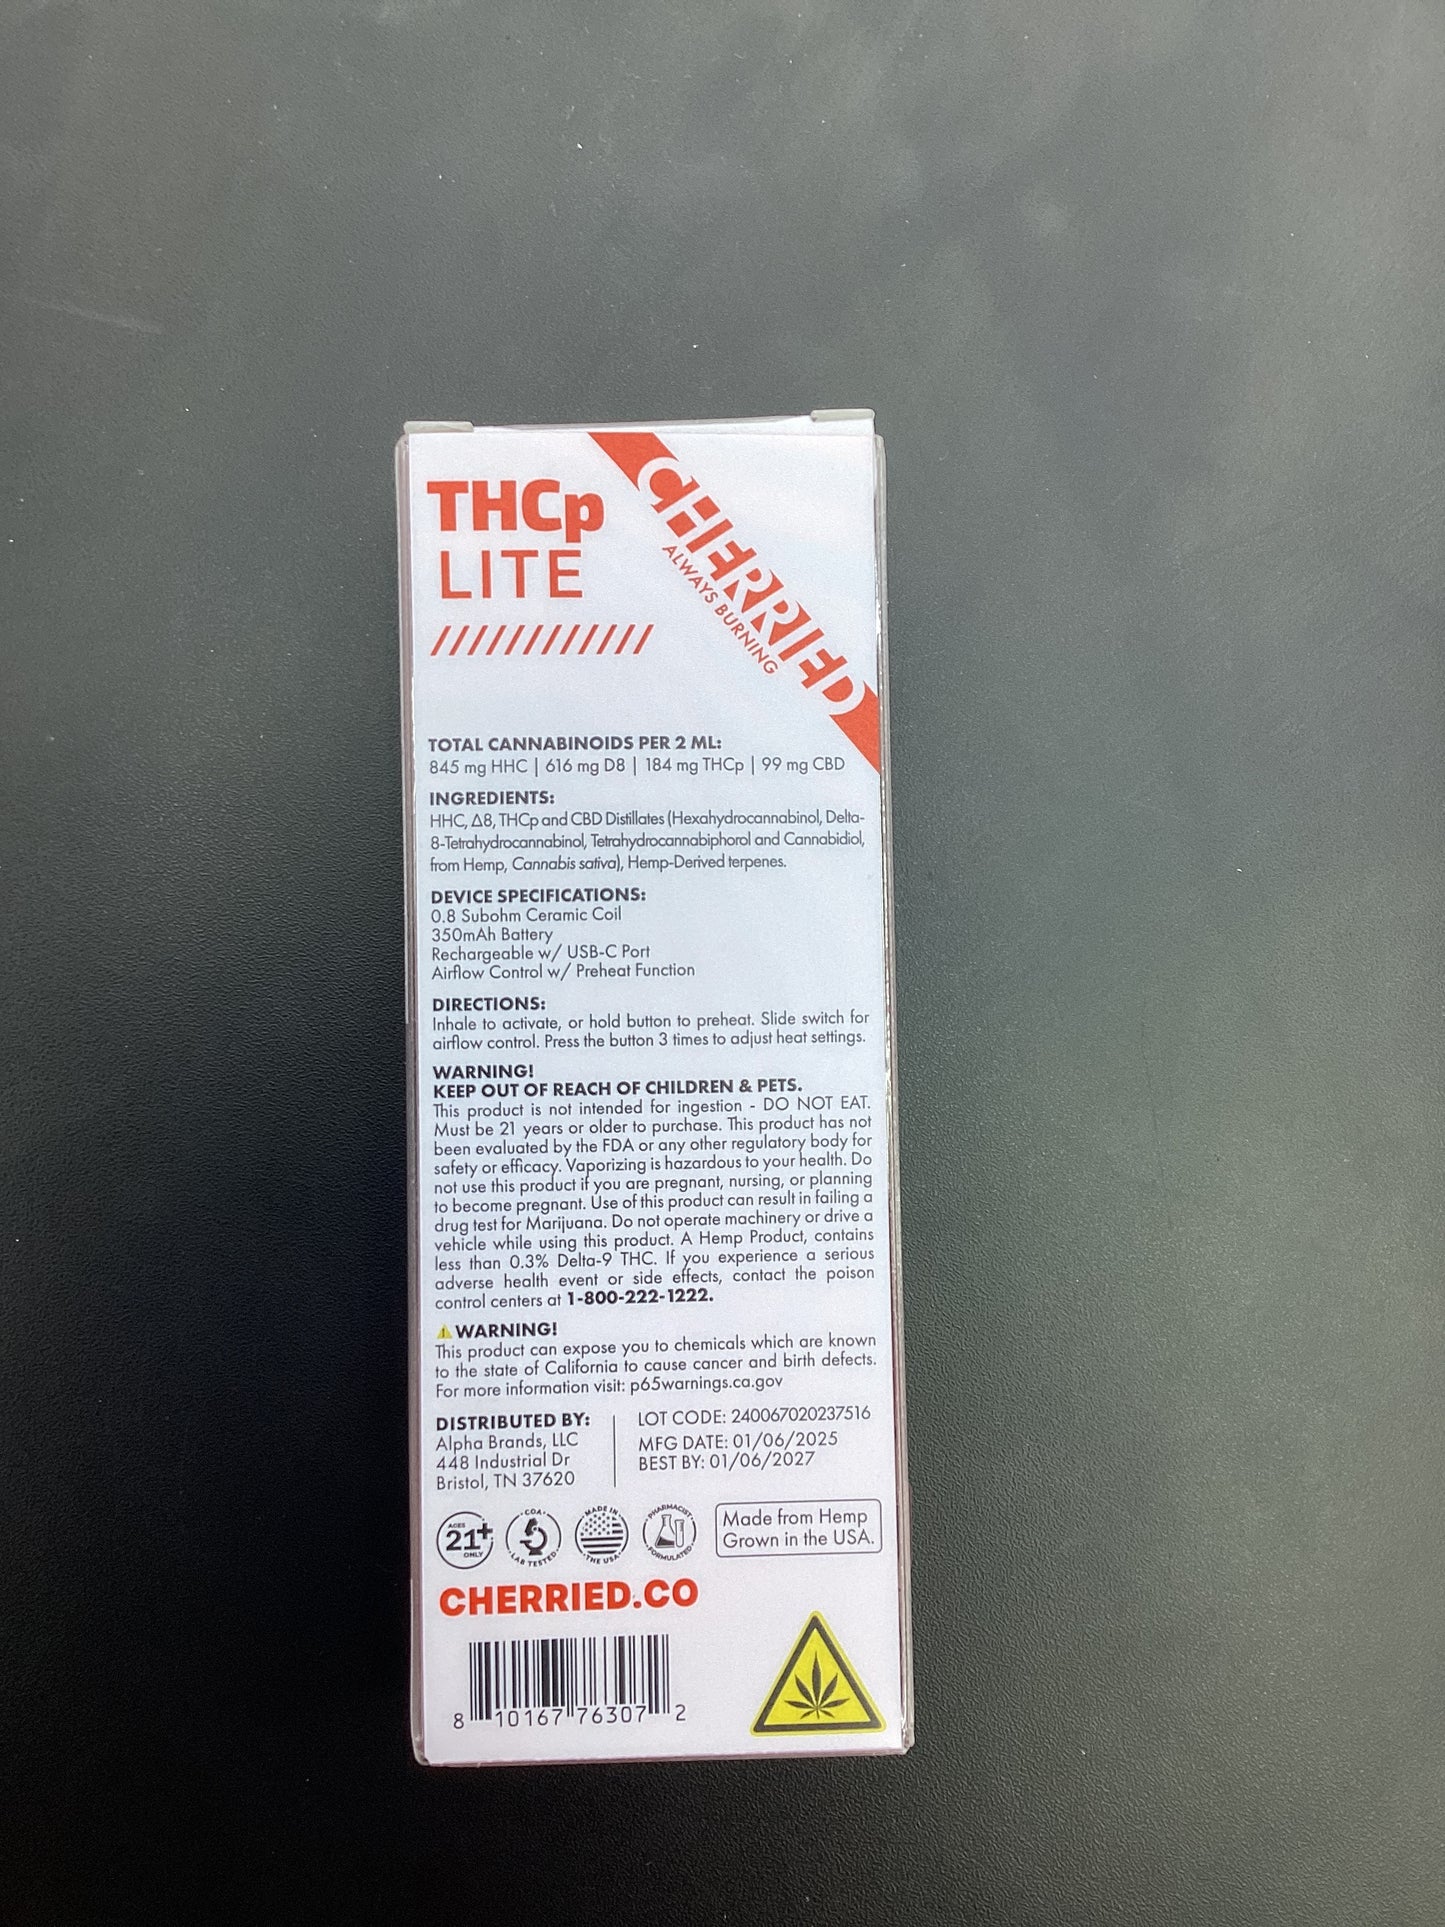 THCp
LITE
CHERRIED
ALWAYS BURNING
TOTAL CANNABINOIDS PER 2 ML:
845 mg HHC | 616 mg D8 | 184 mg THCp | 99 mg CBD
INGREDIENTS:
HHC, Δ8, THCp and CBD Distillates (Hexahydrocannabinol, Delta-
8-Tetrahydrocannabinol, Tetrahydrocannabiphorol and Cannabidiol,
from Hemp, Cannabis sativa), Hemp-Derived terpenes.
DEVICE SPECIFICATIONS:
0.8 Subohm Ceramic Coil
350mAh Battery
Rechargeable w/ USB-C Port
Airflow Control w/ Preheat Function
DIRECTIONS:
Inhale to activate, or hold button to preheat. Slide switch for
airflow control. Press the button 3 times to adjust heat settings.
WARNING!
KEEP OUT OF REACH OF CHILDREN & PETS.
This product is not intended for ingestion - DO NOT EAT.
Must be 21 years or older to purchase. This product has not
been evaluated by the FDA or any other regulatory body for
safety or efficacy. Vaporizing is hazardous to your health. Do
not use this product if you are pregnant, nursing, or planning
to become pregnant. Use of this product can result in failing a
drug test for Marijuana. Do not operate machinery or drive a
vehicle while using this product. A Hemp Product, contains
less than 0.3% Delta-9 THC. If you experience a serious
adverse health event or side effects, contact the poison
control centers at 1-800-222-1222.
WARNING!
This product can expose you to chemicals which are known
to the state of California to cause cancer and birth defects.
For more information visit: p65warnings.ca.gov
DISTRIBUTED BY:
Alpha Brands, LLC
448 Industrial Dr
Bristol, TN 37620
LOT CODE: 240067020237516
MFG DATE: 01/06/2025
BEST BY: 01/06/2027
AGES
21+
ONLY
COA
LAB TESTED
MADE IN
THE USA
PHARMACIST
FORMULATED
Made from Hemp
Grown in the USA.
CHERRIED.CO
8 10167 76307 2